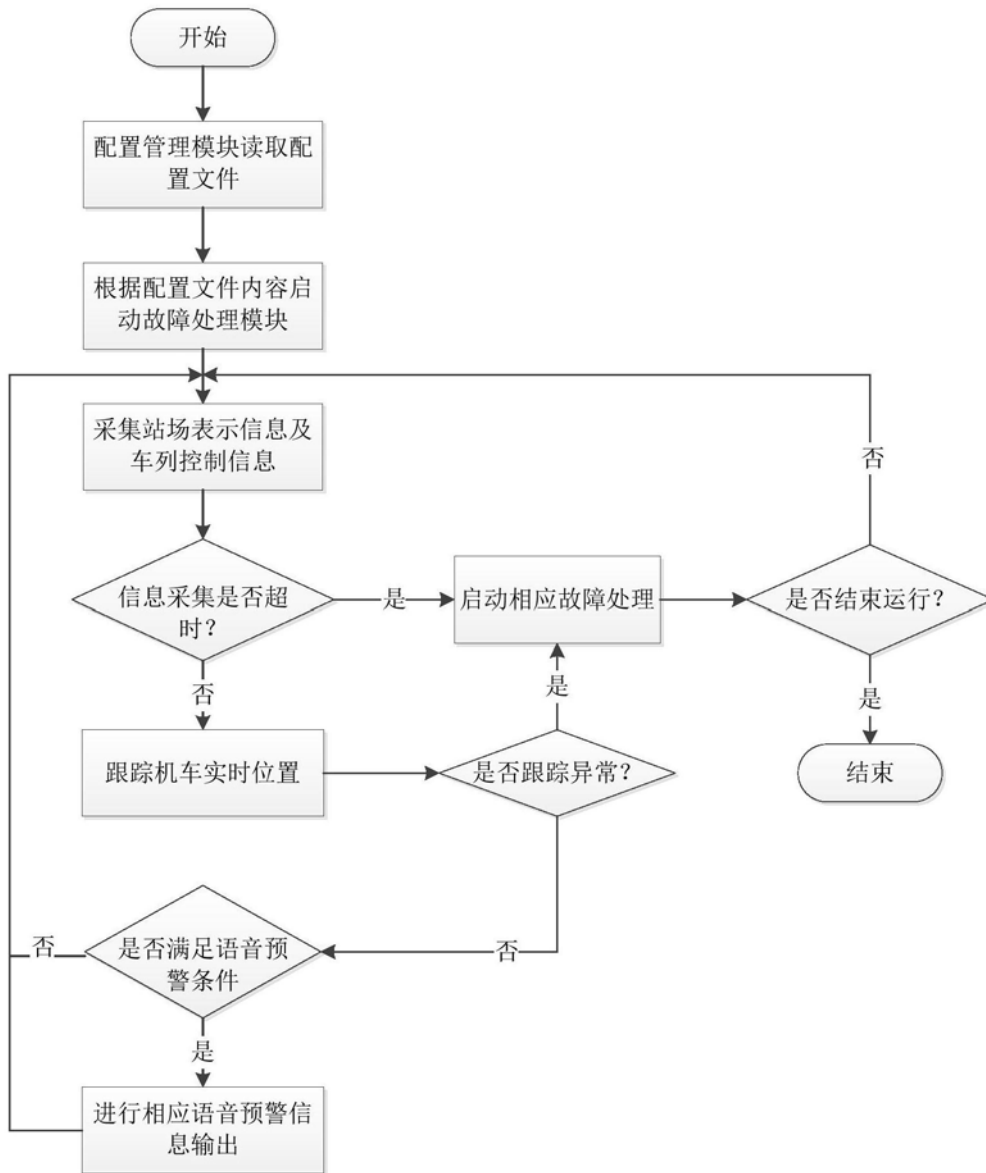 开始
配置管理模块读取配
置文件
根据配置文件内容启
动故障处理模块
采集站场表示信息及
车列控制信息
否
信息采集是否超
时？
是
启动相应故障处理
是否结束运行？
否
是
是
跟踪机车实时位置
是否跟踪异常？
结束
否
是否满足语音预
警条件
否
是
进行相应语音预警信
息输出